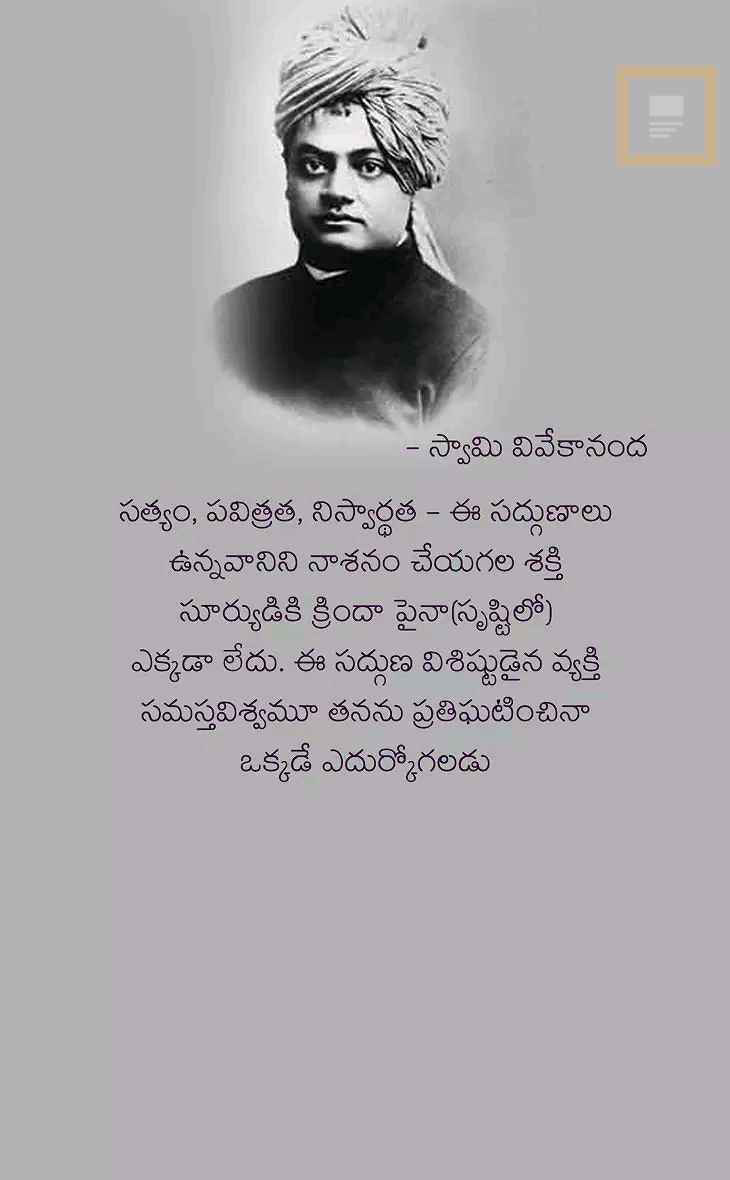 – స్వామి వివేకానంద
సత్యం, పవిత్రత, నిస్వార్థత – ఈ సద్గుణాలు
ఉన్నవానిని నాశనం చేయగల శక్తి
సూర్యుడికి క్రిందా పైనా(సృష్టిలో)
ఎక్కడా లేదు. ఈ సద్గుణ విశిష్టుడైన వ్యక్తి
సమస్తవిశ్వమూ తనను ప్రతిఘటించినా
ఒక్కడే ఎదుర్కోగలడు